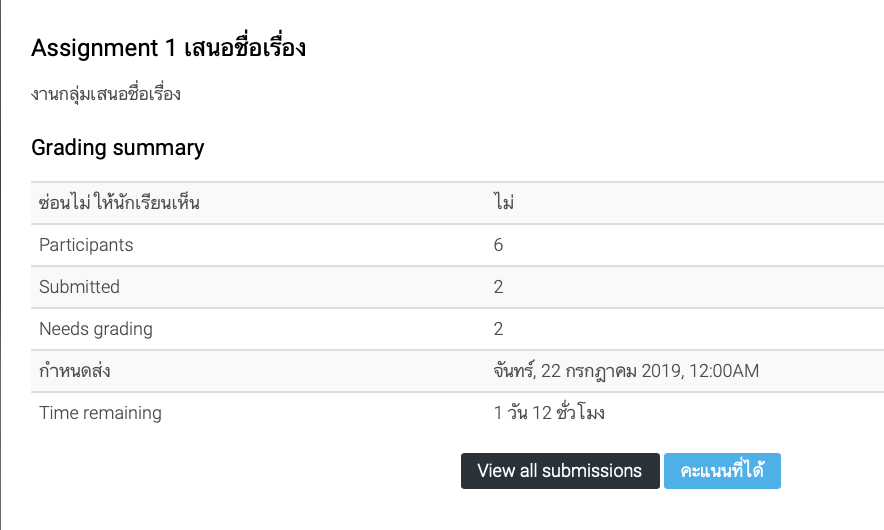 Assignment 1 เสนอชื่อเรื่อง
งานกลุ่มเสนอชื่อเรื่อง
Grading summary
ซ่อนไม่ ให้นักเรียนเห็น ไม่
Participants 6
Submitted 2
Needs grading 2
กำหนดส่ง จันทร์, 22 กรกฎาคม 2019, 12:00AM
Time remaining 1 วัน 12 ชั่วโมง
View all submissions คะแนนที่ได้